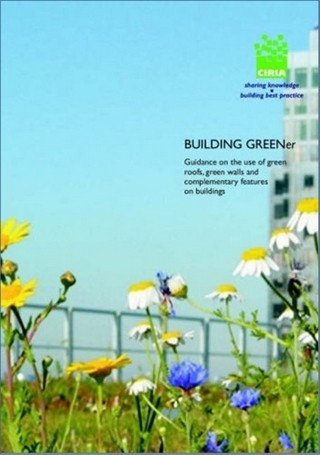 CIRIA
sharing knowledge
building best practice
BUILDING GREENer
Guidance on the use of green
roofs, green walls and
complementary features
on buildings